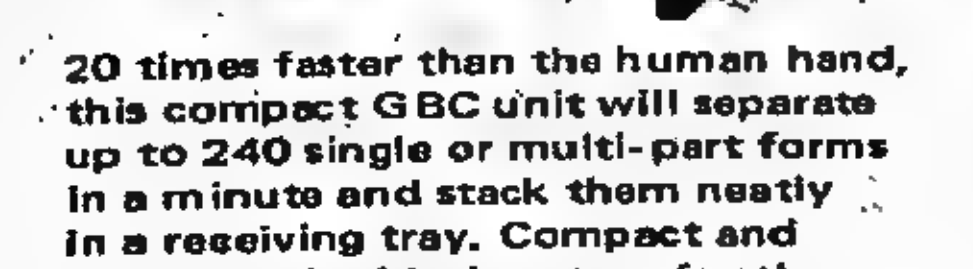 20 times faster than the human hand,
this compact GBC unit will separate
up to 240 single or multi-part forms
in a minute and stack them neatly
in a receiving tray. Compact and